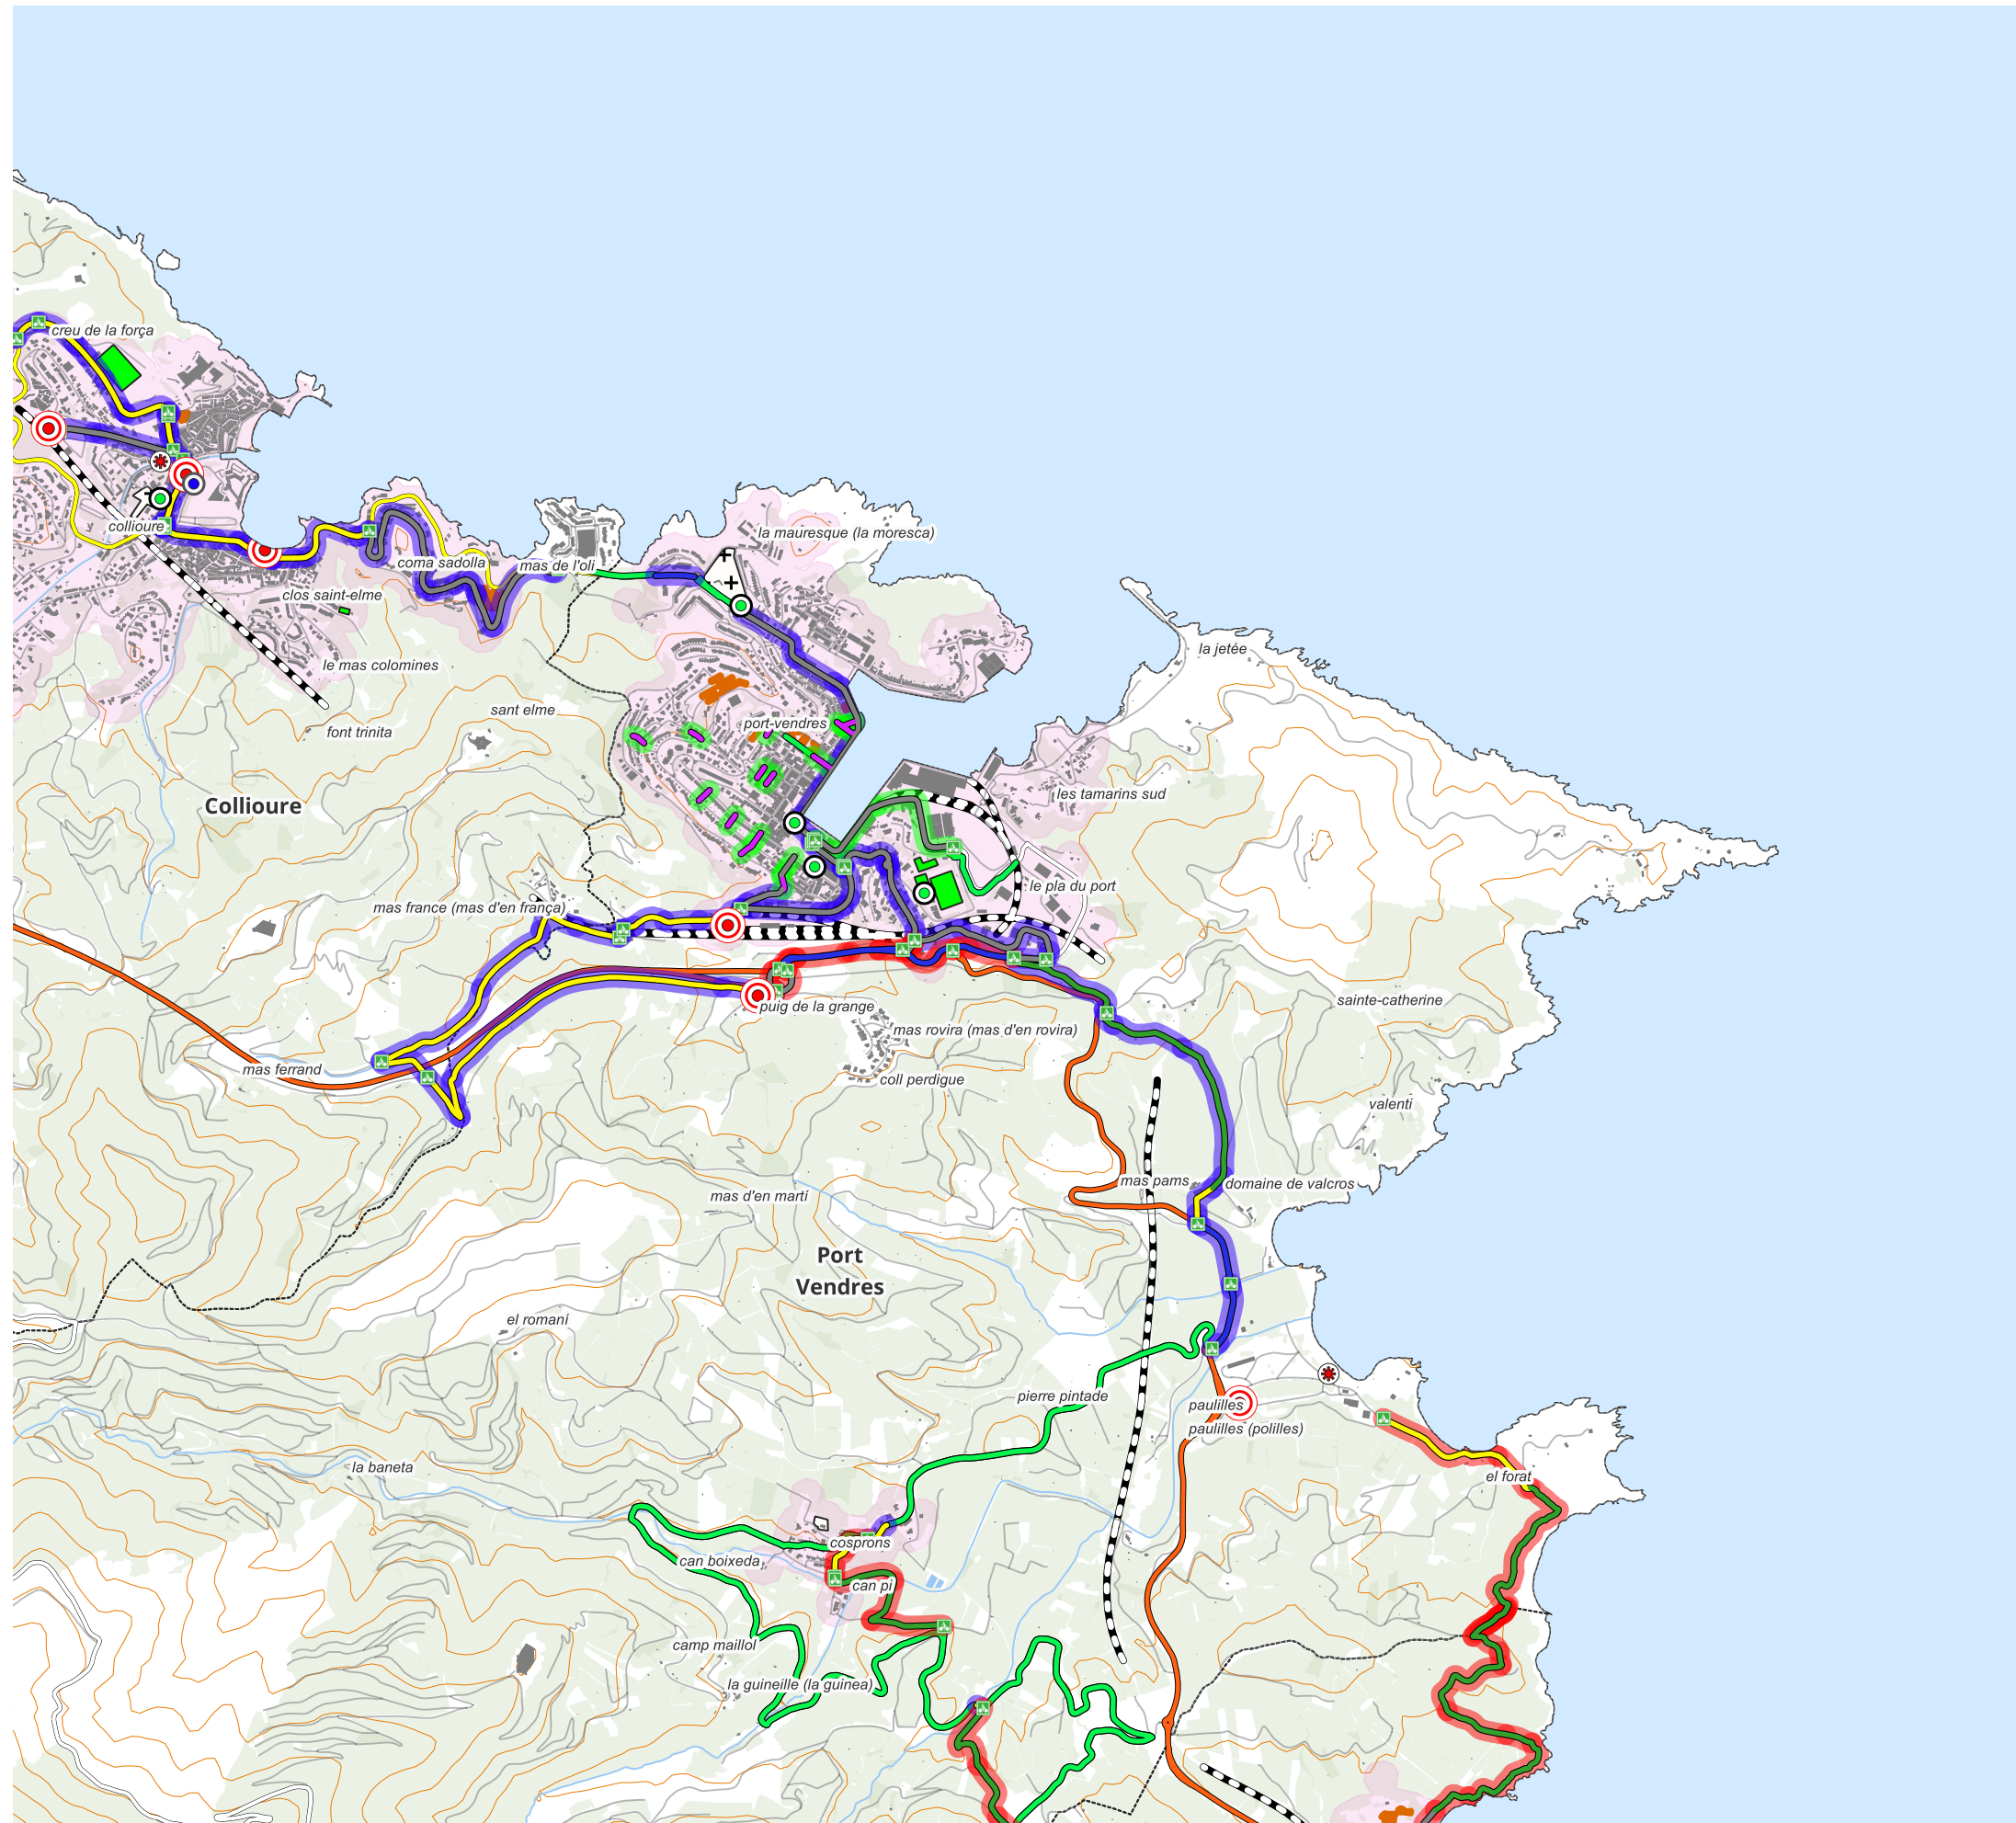 creu de la força
collioure
coma sadolla
mas de l'oli
la mauresque (la moresca)
clos saint-elme
la jetée
le mas colomines
sant elme
port-vendres
font trinita
Collioure
les tamarins sud
le pla du port
mas france (mas d'en frança)
sainte-catherine
puig de la grange
mas rovira (mas d'en rovira)
mas ferrand
coll perdigue
valenti
mas pams
domaine de valcros
mas d'en martí
Port
Vendres
el romaní
pierre pintade
paulilles
paulilles (polilles)
la baneta
el forat
cosprons
can boixeda
can pi
camp maillol
la guineille (la guinea)